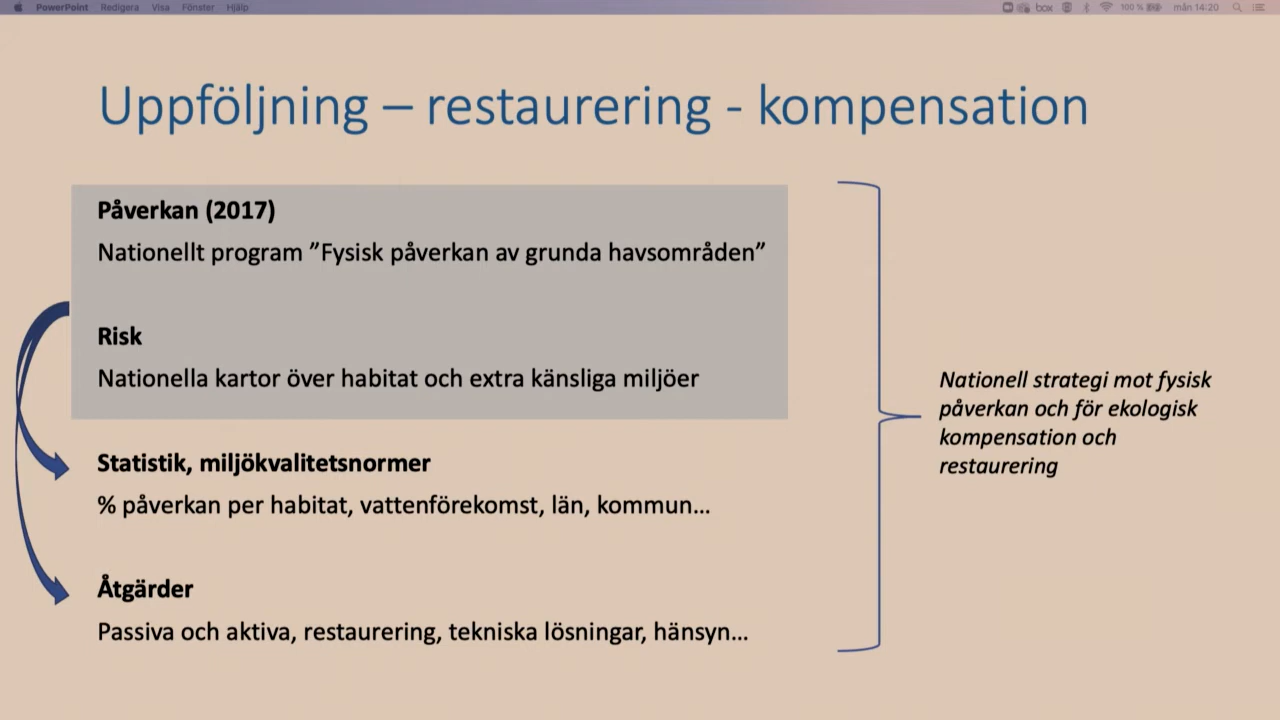 PowerPoint Redigera Visa Fönster Hjälp
box 100 % mån 14:20
Uppföljning – restaurering - kompensation
Påverkan (2017)
Nationellt program ”Fysisk påverkan av grunda havsområden”
Risk
Nationella kartor över habitat och extra känsliga miljöer
Statistik, miljökvalitetsnormer
% påverkan per habitat, vattenförekomst, län, kommun…
Åtgärder
Passiva och aktiva, restaurering, tekniska lösningar, hänsyn…
Nationell strategi mot fysisk
påverkan och för ekologisk
kompensation och
restaurering